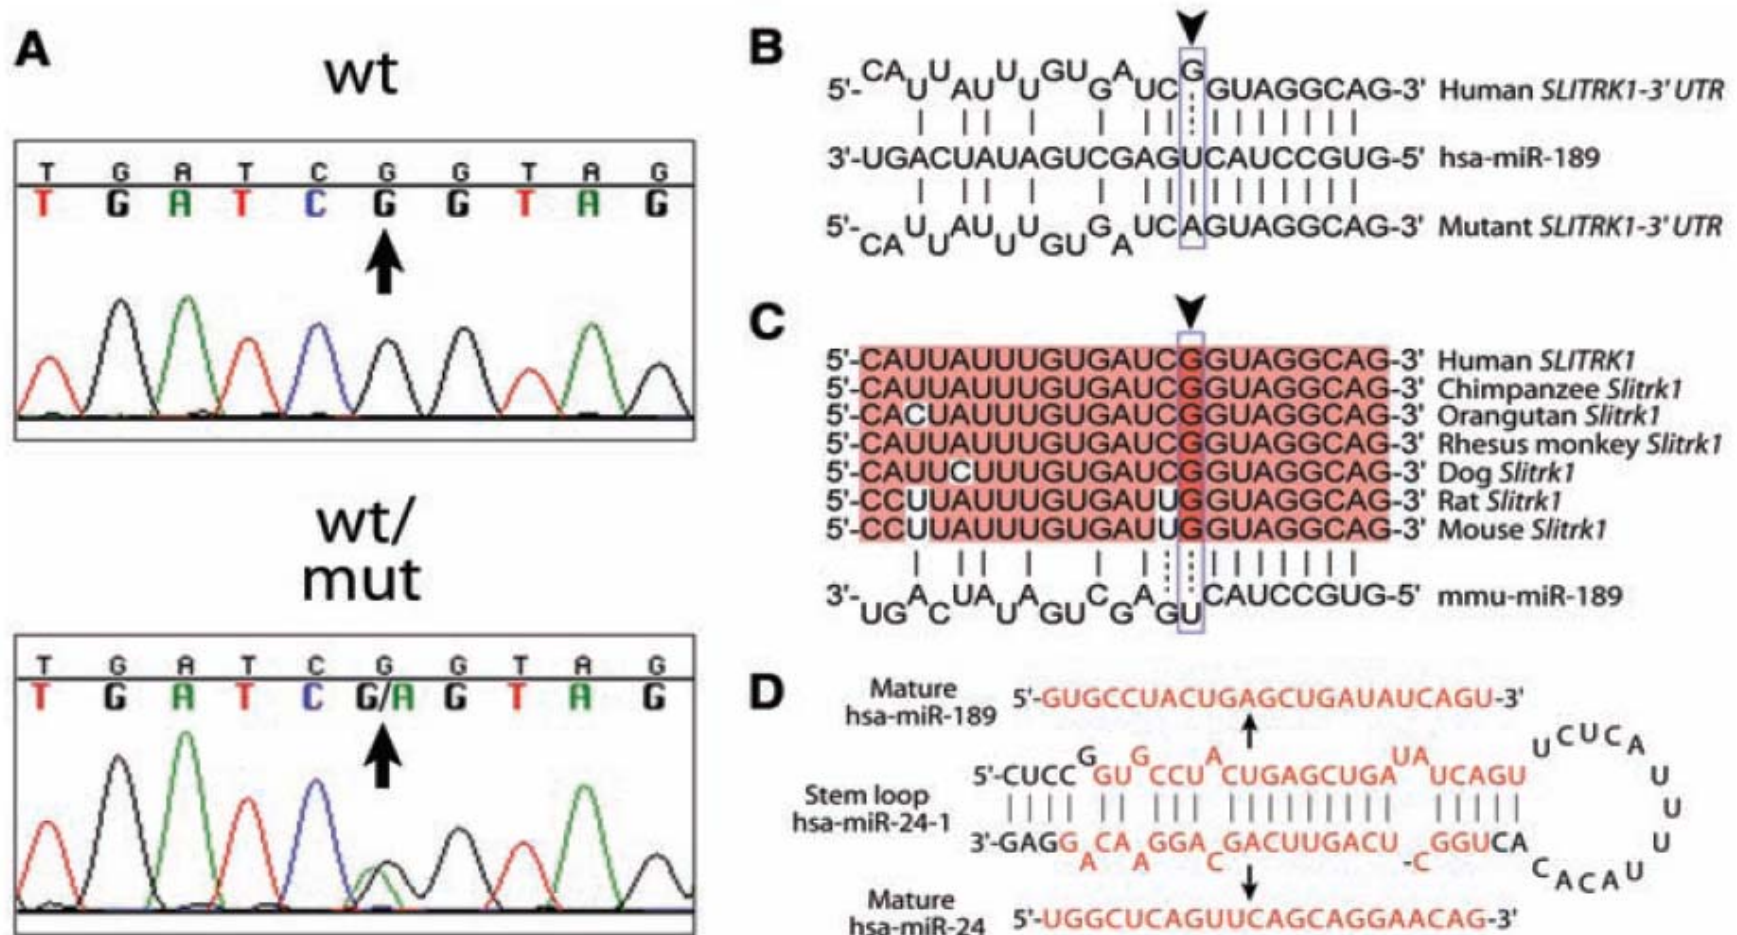 A
wt
T G A T C G G T A G
T G A T C G G T A G
wt/
mut
T G A T C G G T A G
T G A T C G/A G T A G
B
5'-CAUUAUUUGUGAUCGGUAGGCAG-3' Human SLITRK1-3' UTR
3'-UGACUAUAGUCGAGUCAUCCGUG-5' hsa-miR-189
5'-CAUUAUUUGUGAUCAGUAGGCAG-3' Mutant SLITRK1-3' UTR
C
5'-CAUUAUUUGUGAUCGGUAGGCAG-3' Human SLITRK1
5'-CAUUAUUUGUGAUCGGUAGGCAG-3' Chimpanzee Slitrk1
5'-CACUAUUUGUGAUCGGUAGGCAG-3' Orangutan Slitrk1
5'-CAUUAUUUGUGAUCGGUAGGCAG-3' Rhesus monkey Slitrk1
5'-CAUUCUUUGUGAUCGGUAGGCAG-3' Dog Slitrk1
5'-CCUUAUUUGUGAUUGGUAGGCAG-3' Rat Slitrk1
5'-CCUUAUUUGUGAUUGGUAGGCAG-3' Mouse Slitrk1
3'-UGACUAUAGUCGAGUCAUCCGUG-5' mmu-miR-189
D
Mature
hsa-miR-189
5'-GUGCCUACUGAGCUGAUAUCAGU-3'
Stem loop
hsa-miR-24-1
5'-CUCCGGUGCCUACUGAGCUGAUAUCAGU
UCUCAUUUUACACAC
3'-GAGGACAAGGACGACUUGACU-CGGUCA
Mature
hsa-miR-24
5'-UGGCUCAGUUCAGCAGGAACAG-3'